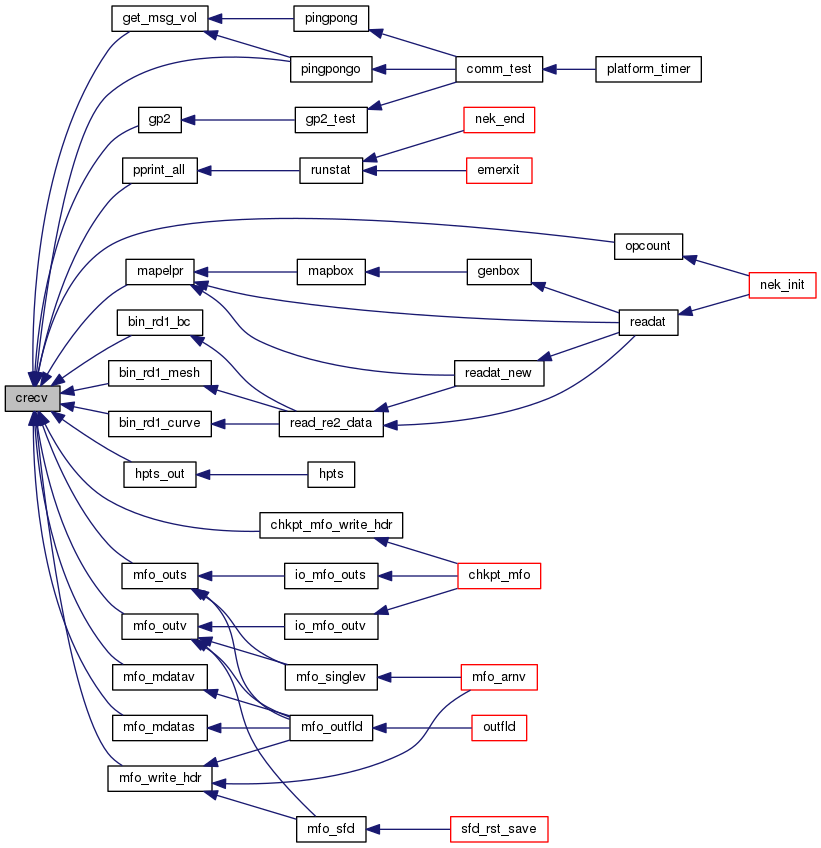 get_msg_vol
pingpong
pingpongo
comm_test
platform_timer
gp2
gp2_test
nek_end
pprint_all
runstat
emerxit
opcount
mapelpr
mapbox
genbox
nek_init
bin_rd1_bc
readat
bin_rd1_mesh
readat_new
crecv
bin_rd1_curve
read_re2_data
hpts_out
hpts
chkpt_mfo_write_hdr
mfo_outs
io_mfo_outs
chkpt_mfo
mfo_outv
io_mfo_outv
mfo_mdatav
mfo_singlev
mfo_arnv
mfo_mdatas
mfo_outfld
outfld
mfo_write_hdr
mfo_sfd
sfd_rst_save